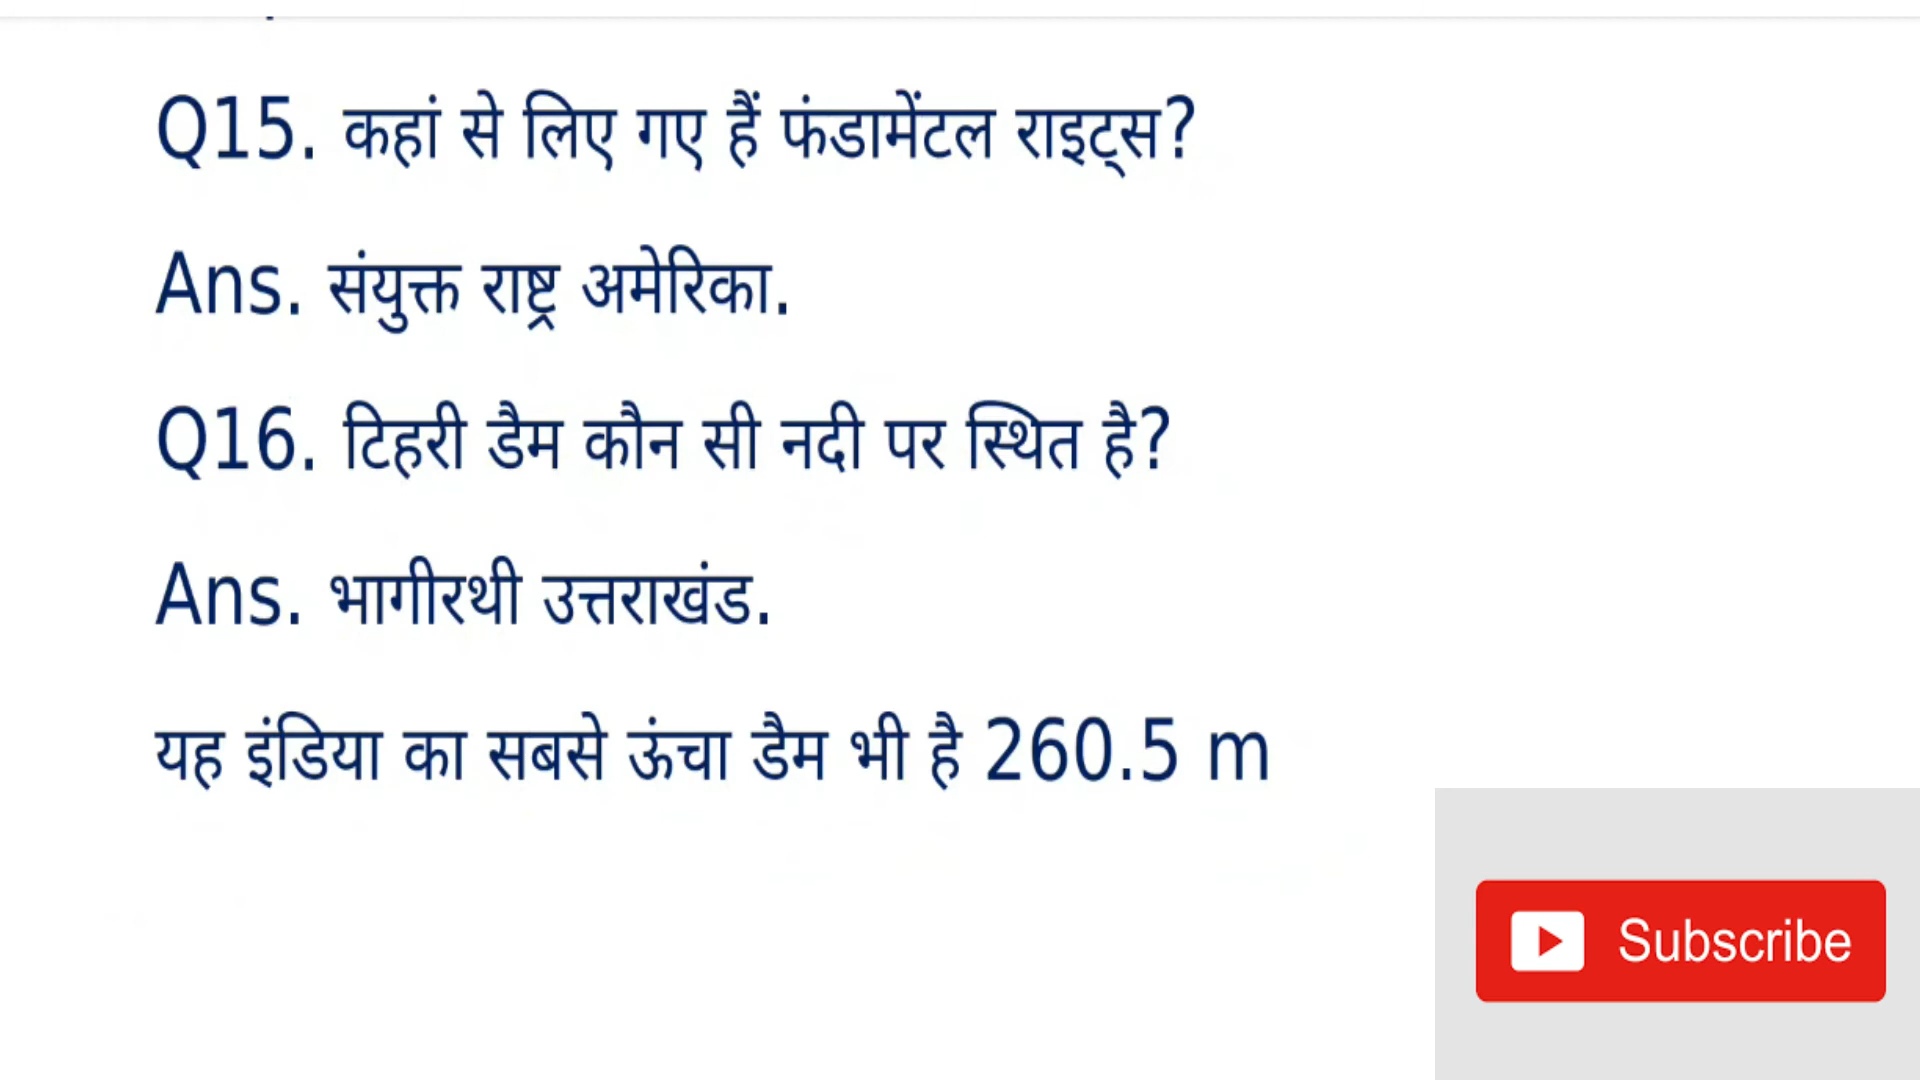 Q15. कहां से लिए गए हैं फंडामेंटल राइट्स?
Ans. संयुक्त राष्ट्र अमेरिका.
Q16. टिहरी डैम कौन सी नदी पर स्थित है?
Ans. भागीरथी उत्तराखंड.
यह इंडिया का सबसे ऊंचा डैम भी है 260.5 m
Subscribe